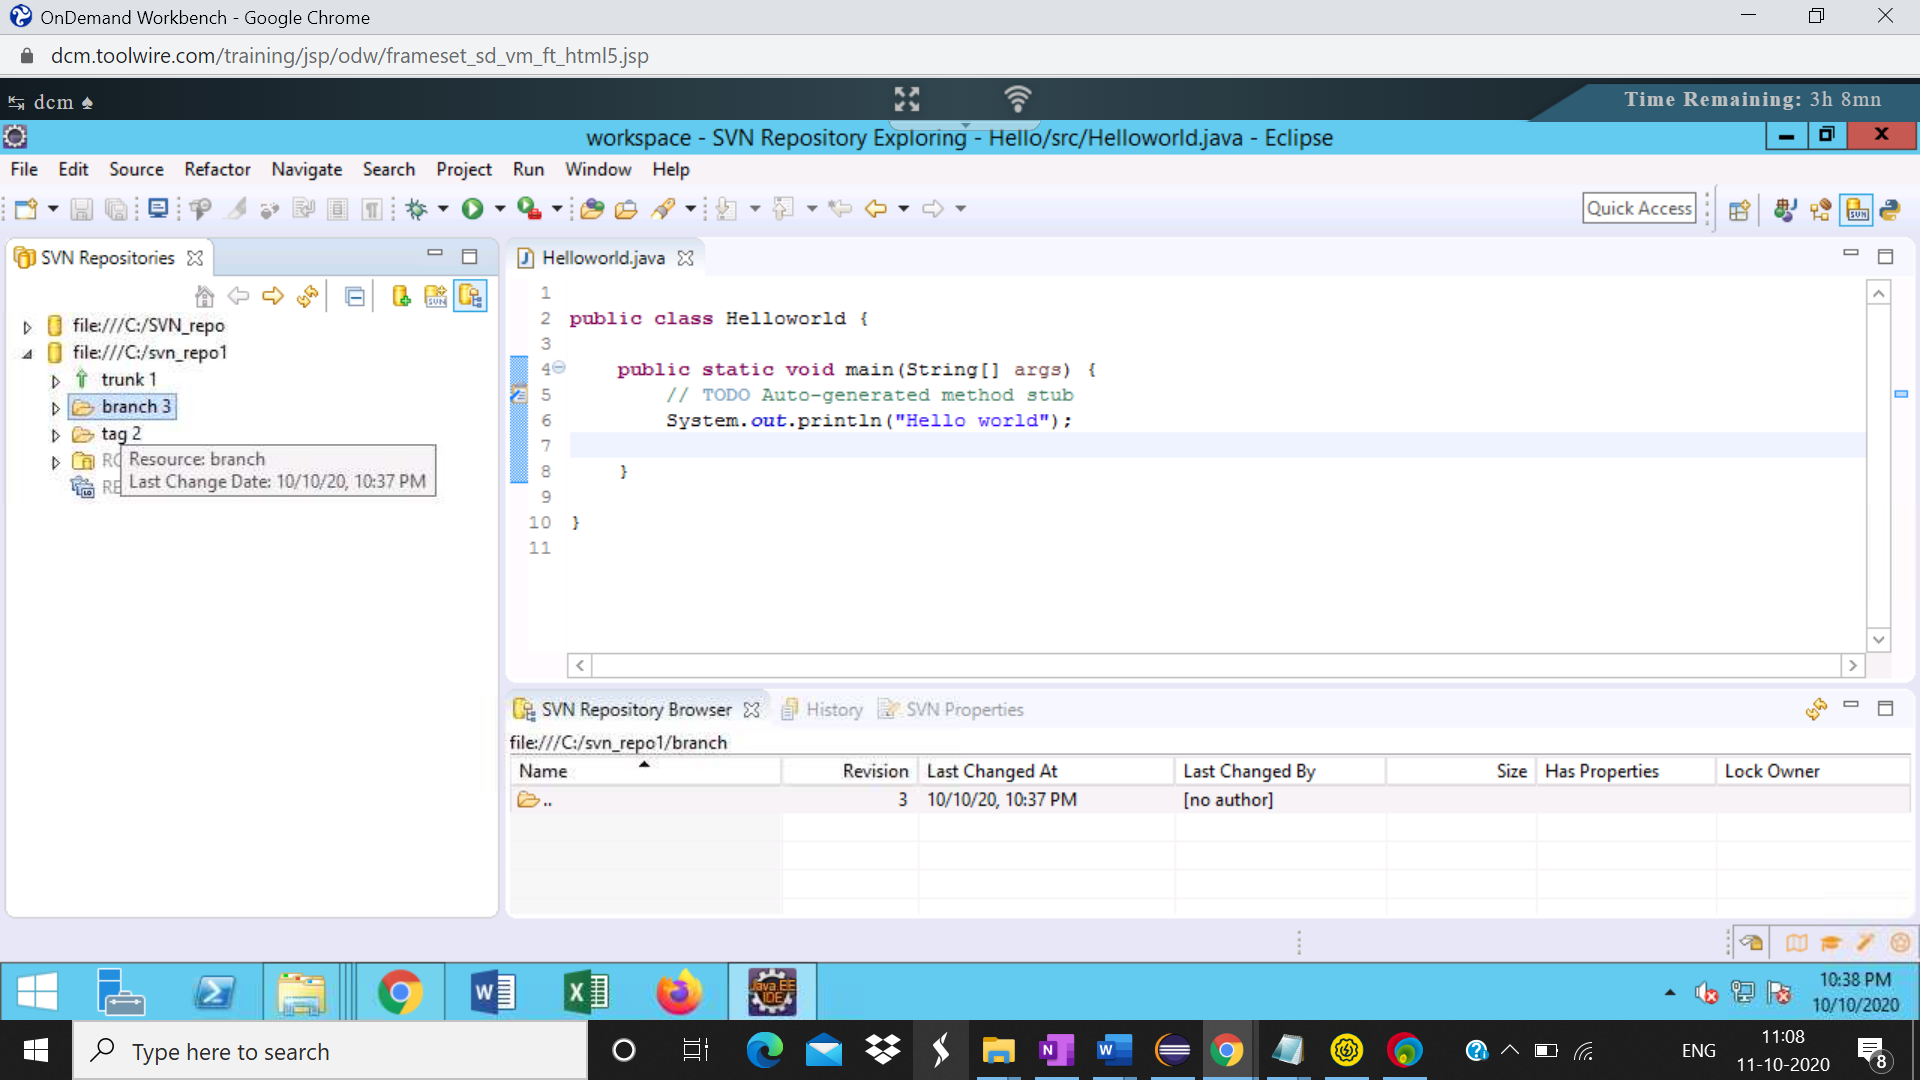 OnDemand Workbench - Google Chrome
dcm.toolwire.com/training/jsp/odw/frameset_sd_vm_ft_html5.jsp
dcm
Time Remaining: 3h 8mn
workspace - SVN Repository Exploring - Hello/src/Helloworld.java - Eclipse
File Edit Source Refactor Navigate Search Project Run Window Help
Quick Access
SVN Repositories
file:///C:/SVN_repo
file:///C:/svn_repo1
trunk 1
branch 3
tag 2
RO
RE
Resource: branch
Last Change Date: 10/10/20, 10:37 PM
Helloworld.java
1
2 public class Helloworld {
3
4 public static void main(String[] args) {
5 // TODO Auto-generated method stub
6 System.out.println("Hello world");
7
8 }
9
10 }
11
SVN Repository Browser History SVN Properties
file:///C:/svn_repo1/branch
Name Revision Last Changed At Last Changed By Size Has Properties Lock Owner
.. 3 10/10/20, 10:37 PM [no author]
10:38 PM
10/10/2020
Type here to search
ENG
11:08
11-10-2020
8